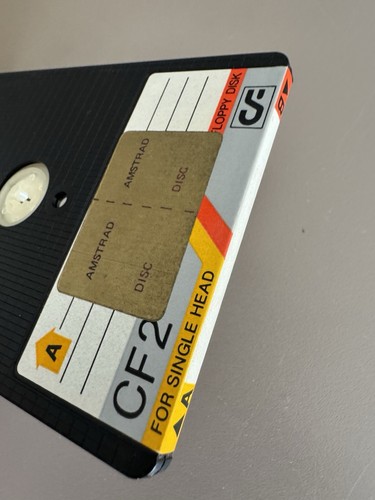 FLOPPY DISK
AMSTRAD
DISC
AMSTRAD
DISC
A
CF2
FOR SINGLE HEAD
A